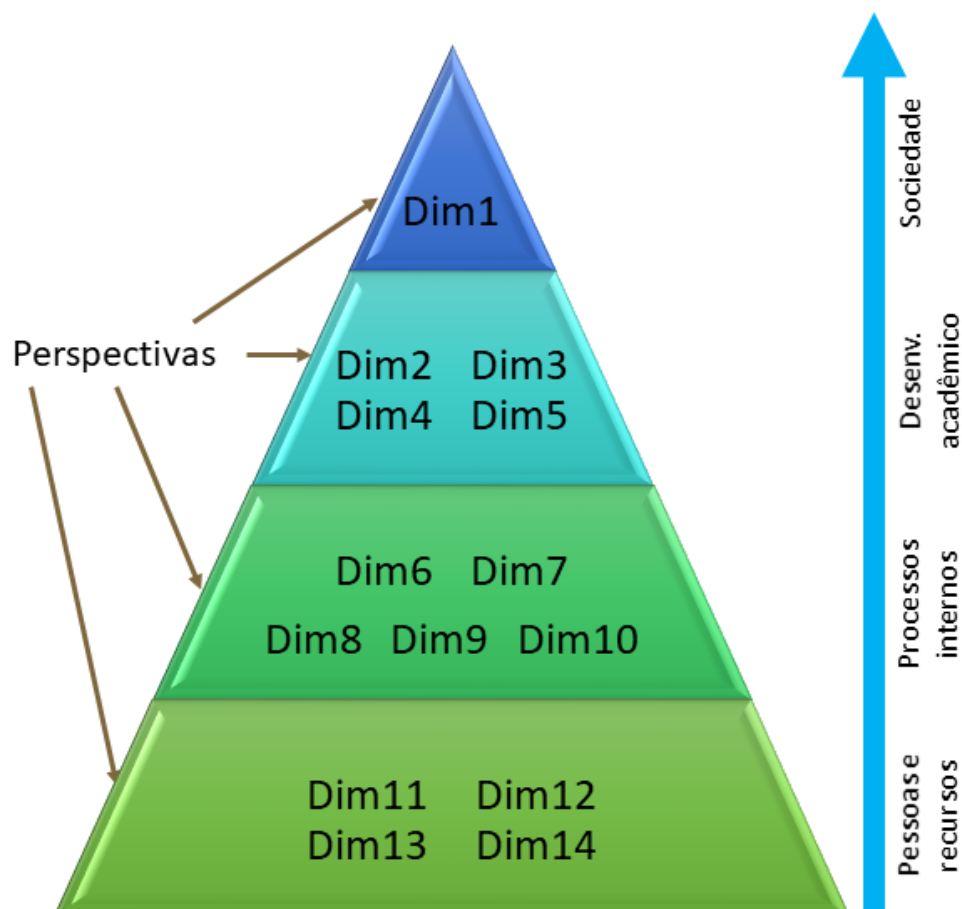 Dim1
Perspectivas
Dim2 Dim3
Dim4 Dim5
Dim6 Dim7
Dim8 Dim9 Dim10
Dim11 Dim12
Dim13 Dim14
Sociedade
Desenv.
acadêmico
Processos
internos
Pessoas e
recursos